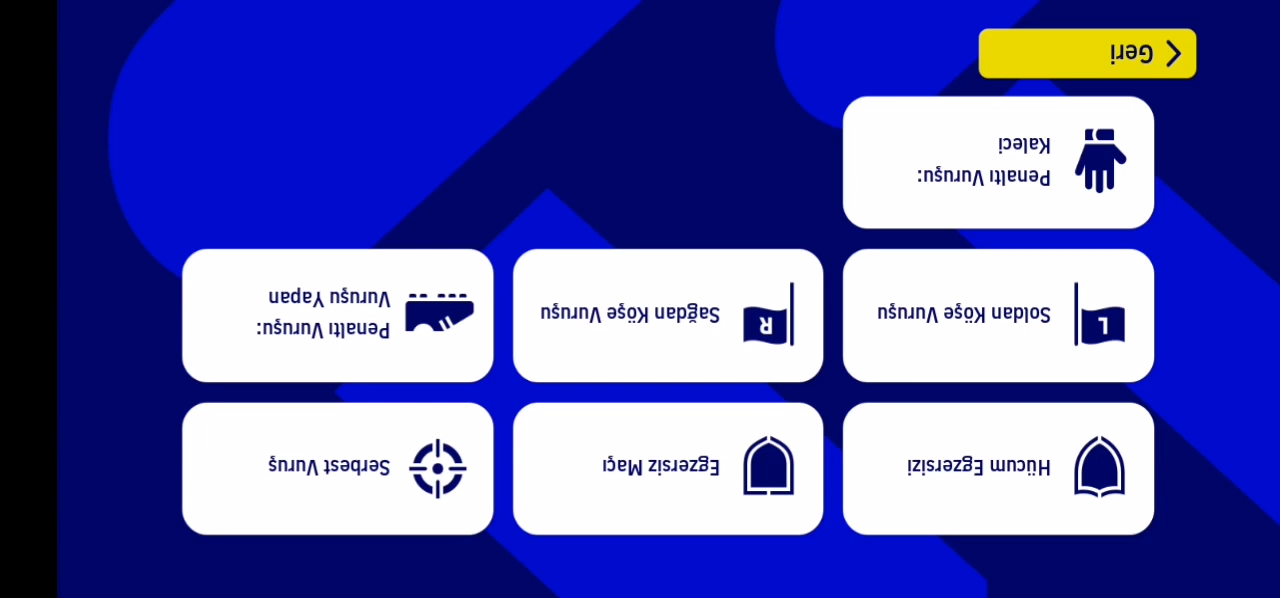 Hücum Egzersizi
Egzersiz Maçı
Serbest Vuruş
L
Soldan Köşe Vuruşu
R
Sağdan Köşe Vuruşu
Penaltı Vuruşu:
Vuruşu Yapan
Penaltı Vuruşu:
Kaleci
Geri